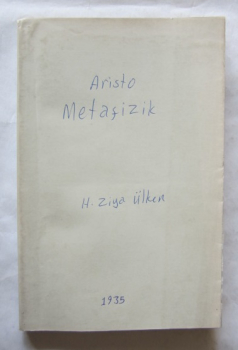 Aristo
Metafizik
H. Ziya Ülken
1935